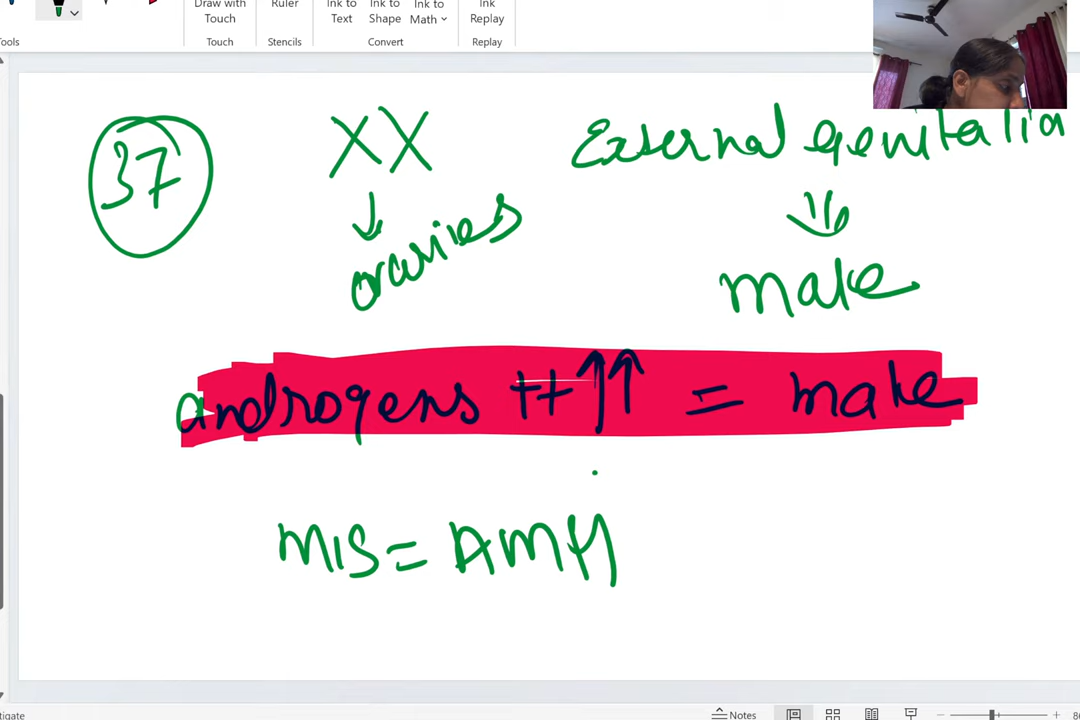 Draw with Touch
Ruler
Ink to Text
Ink to Shape
Ink to Math
Ink Replay
Tools
Touch
Stencils
Convert
Replay
37
XX
External genitalia
ovaries
male
androgens ++↑↑ = male
MIS = AMH
tigate
Notes